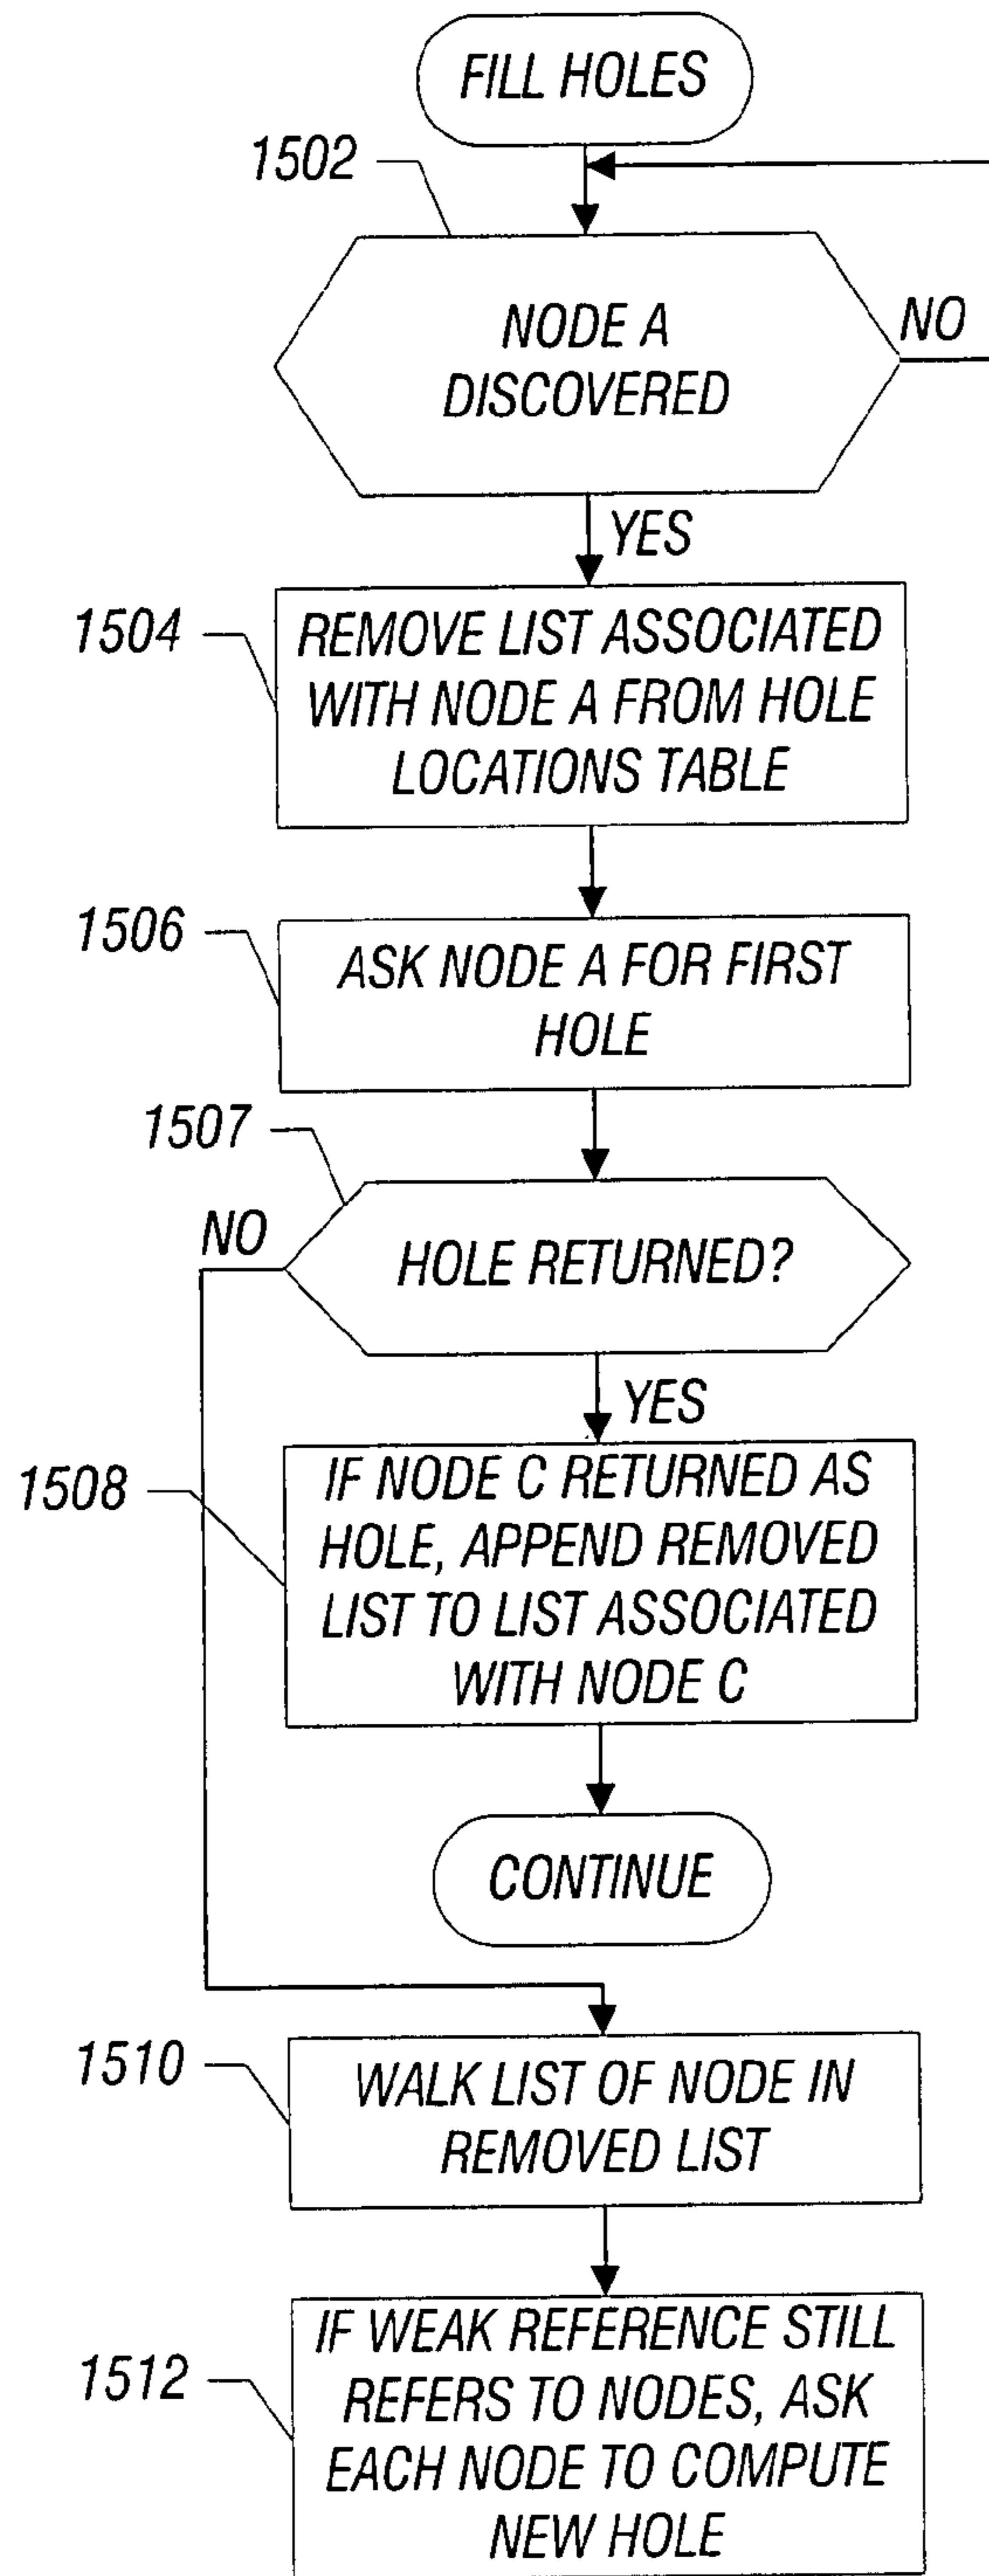 FILL HOLES
1502
NODE A
DISCOVERED
NO
YES
1504
REMOVE LIST ASSOCIATED
WITH NODE A FROM HOLE
LOCATIONS TABLE
1506
ASK NODE A FOR FIRST
HOLE
1507
NO
HOLE RETURNED?
YES
1508
IF NODE C RETURNED AS
HOLE, APPEND REMOVED
LIST TO LIST ASSOCIATED
WITH NODE C
CONTINUE
1510
WALK LIST OF NODE IN
REMOVED LIST
1512
IF WEAK REFERENCE STILL
REFERS TO NODES, ASK
EACH NODE TO COMPUTE
NEW HOLE